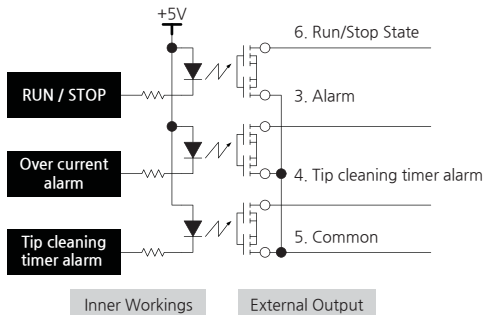 +5V
6. Run/Stop State
RUN / STOP
3. Alarm
Over current
alarm
4. Tip cleaning timer alarm
Tip cleaning
timer alarm
5. Common
Inner Workings
External Output